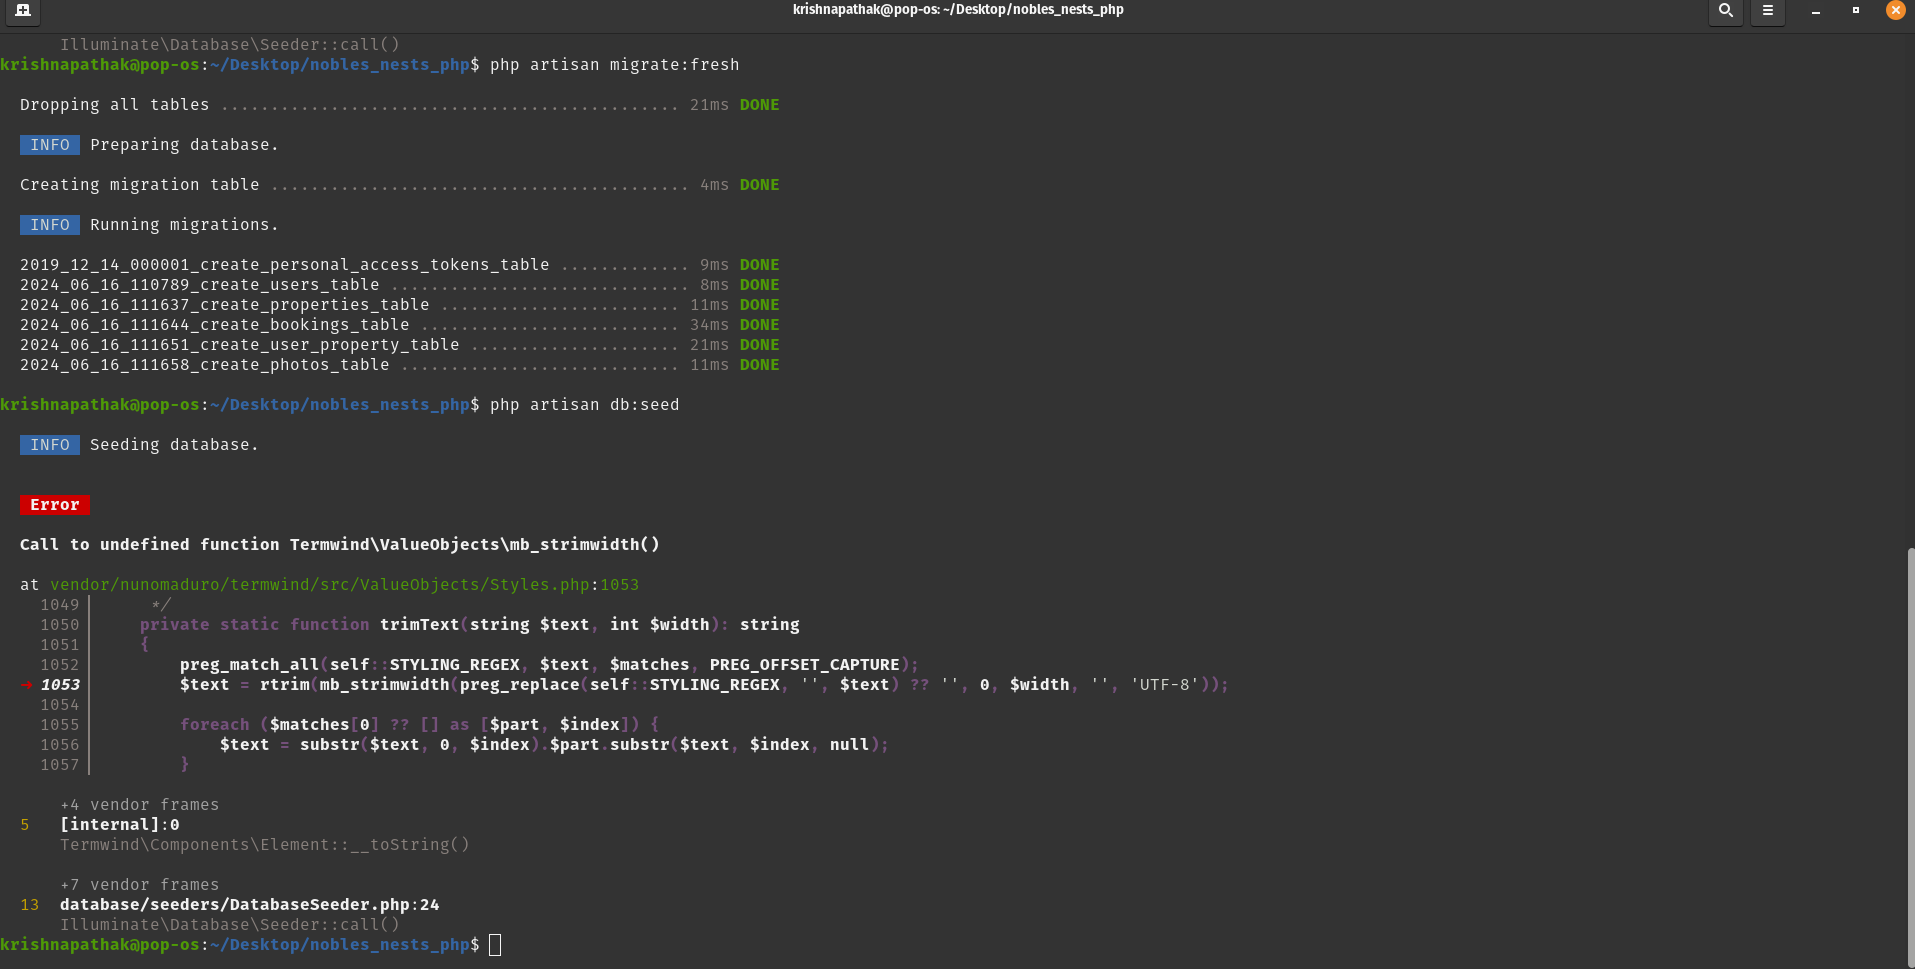 krishnapathak@pop-os: ~/Desktop/nobles_nests_php
Illuminate\Database\Seeder::call()
krishnapathak@pop-os:~/Desktop/nobles_nests_php$ php artisan migrate:fresh
Dropping all tables .............................................. 21ms DONE
INFO Preparing database.
Creating migration table .......................................... 4ms DONE
INFO Running migrations.
2019_12_14_000001_create_personal_access_tokens_table ............. 9ms DONE
2024_06_16_110789_create_users_table .............................. 8ms DONE
2024_06_16_111637_create_properties_table ........................ 11ms DONE
2024_06_16_111644_create_bookings_table .......................... 34ms DONE
2024_06_16_111651_create_user_property_table ..................... 21ms DONE
2024_06_16_111658_create_photos_table ............................ 11ms DONE
krishnapathak@pop-os:~/Desktop/nobles_nests_php$ php artisan db:seed
INFO Seeding database.
Error
Call to undefined function Termwind\ValueObjects\mb_strimwidth()
at vendor/nunomaduro/termwind/src/ValueObjects/Styles.php:1053
1049 */
1050 private static function trimText(string $text, int $width): string
1051 {
1052 preg_match_all(self::STYLING_REGEX, $text, $matches, PREG_OFFSET_CAPTURE);
→ 1053 $text = rtrim(mb_strimwidth(preg_replace(self::STYLING_REGEX, '', $text) ?? '', 0, $width, '', 'UTF-8'));
1054
1055 foreach ($matches[0] ?? [] as [$part, $index]) {
1056 $text = substr($text, 0, $index).$part.substr($text, $index, null);
1057 }
+4 vendor frames
5 [internal]:0
Termwind\Components\Element::__toString()
+7 vendor frames
13 database/seeders/DatabaseSeeder.php:24
Illuminate\Database\Seeder::call()
krishnapathak@pop-os:~/Desktop/nobles_nests_php$